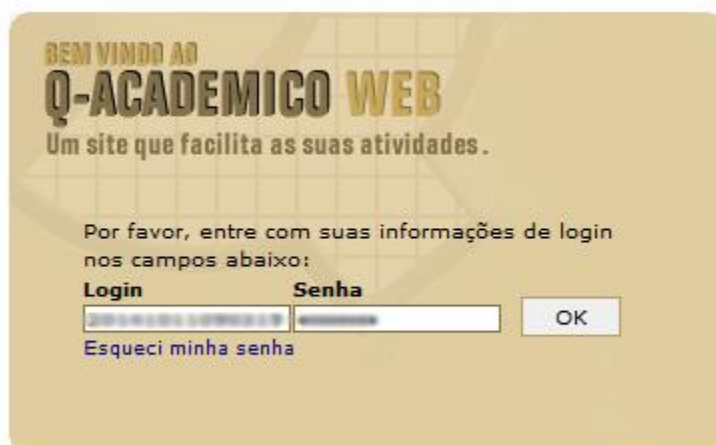 BEM VINDO AO
Q-ACADEMICO WEB
Um site que facilita as suas atividades.
Por favor, entre com suas informações de login
nos campos abaixo:
Login Senha
OK
Esqueci minha senha